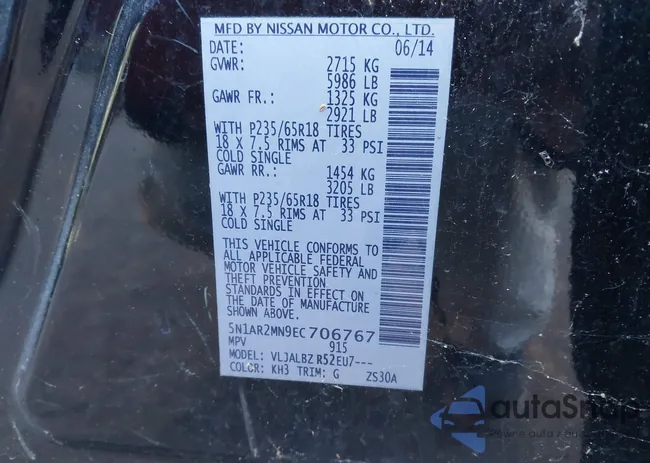 MFD BY NISSAN MOTOR CO., LTD.
DATE: 06/14
GVWR: 2715 KG
5986 LB
GAWR FR.: 1325 KG
2921 LB
WITH P235/65R18 TIRES
18 X 7.5 RIMS AT 33 PSI
COLD SINGLE
GAWR RR.: 1454 KG
3205 LB
WITH P235/65R18 TIRES
18 X 7.5 RIMS AT 33 PSI
COLD SINGLE
THIS VEHICLE CONFORMS TO
ALL APPLICABLE FEDERAL
MOTOR VEHICLE SAFETY AND
THEFT PREVENTION
STANDARDS IN EFFECT ON
THE DATE OF MANUFACTURE
SHOWN ABOVE.
5N1AR2MN9EC706767
MPV 915
MODEL: VLJALBZ R52EU7---
COLOR: KH3 TRIM: G ZS30A
autaSnap
Pewne auta z